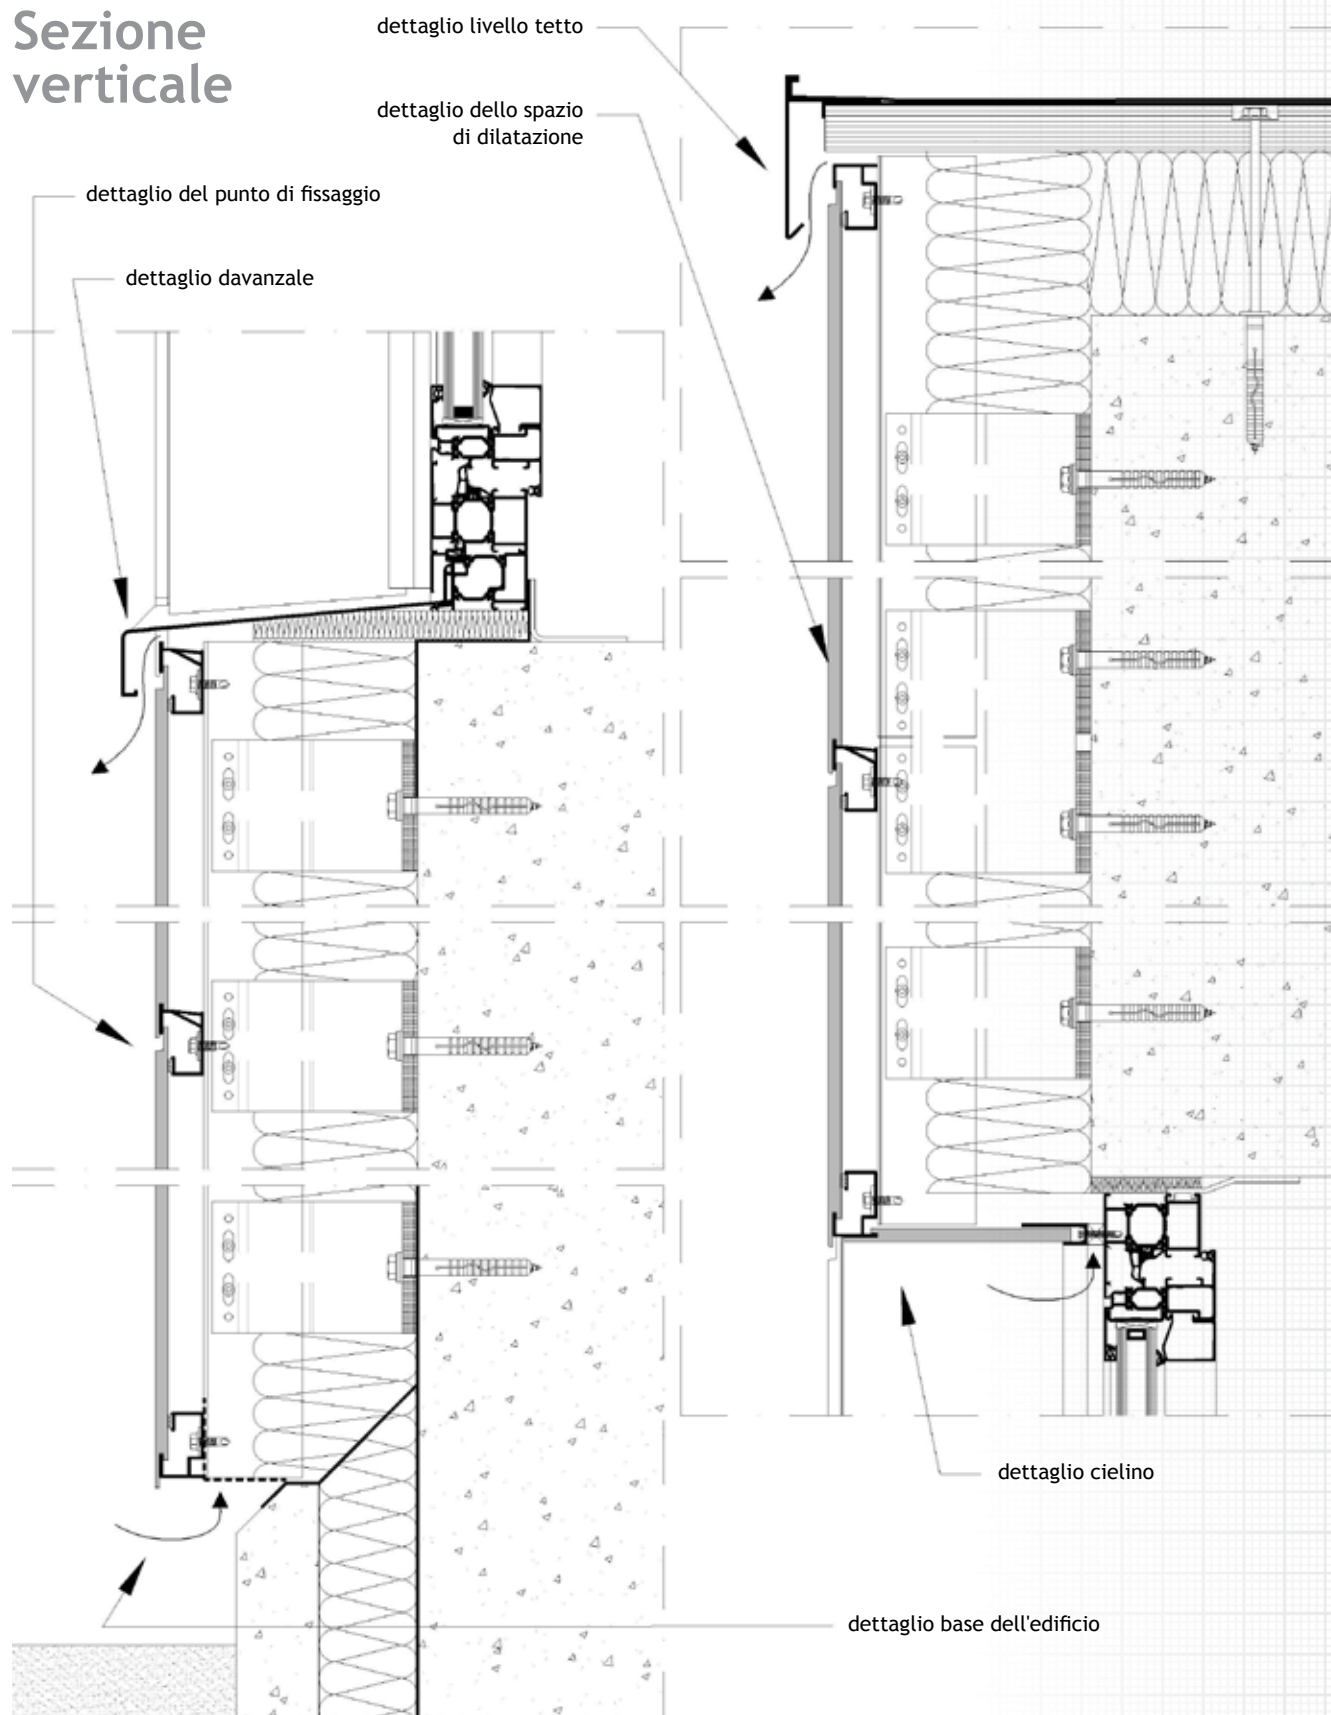 Sezione
verticale
dettaglio livello tetto
dettaglio dello spazio
di dilatazione
dettaglio del punto di fissaggio
dettaglio davanzale
dettaglio cielino
dettaglio base dell'edificio